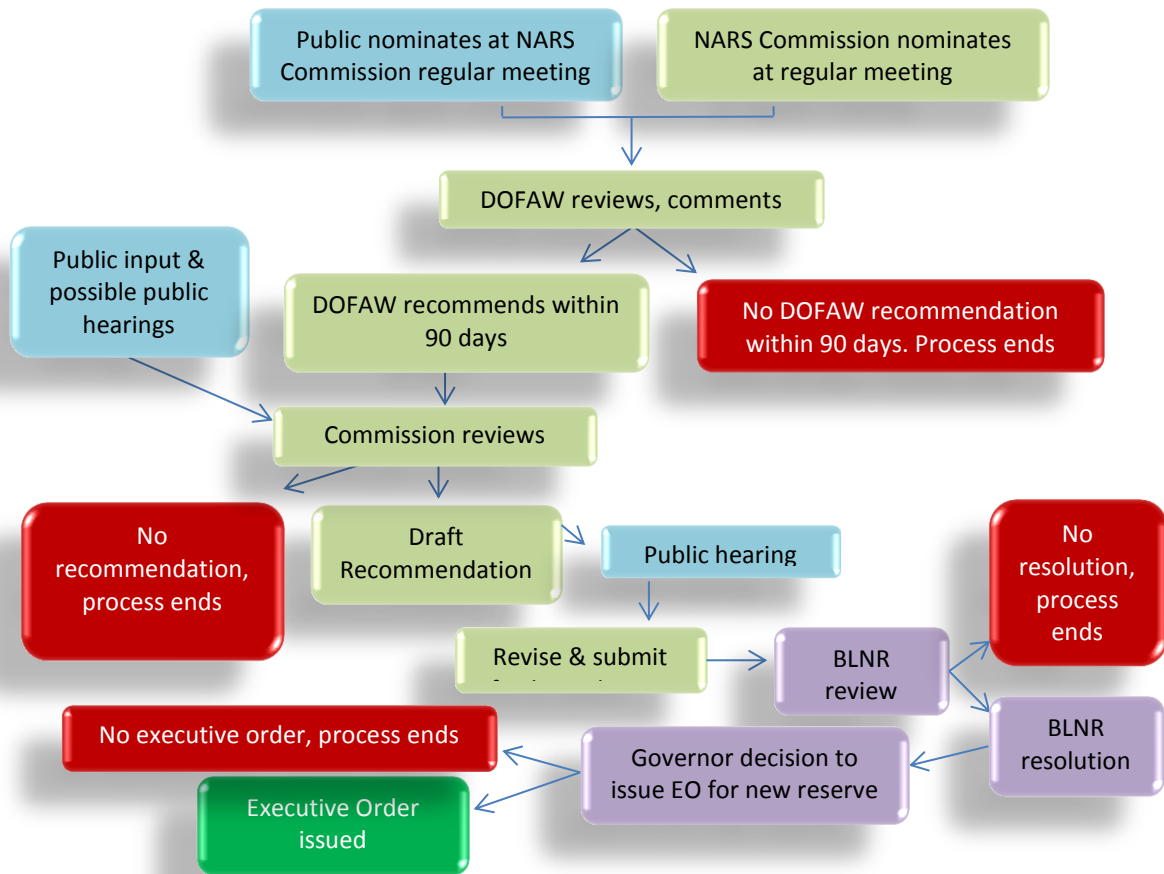 Public nominates at NARS
Commission regular meeting
NARS Commission nominates
at regular meeting
DOFAW reviews, comments
Public input &
possible public
hearings
DOFAW recommends within
90 days
No DOFAW recommendation
within 90 days. Process ends
Commission reviews
No
recommendation,
process ends
Draft
Recommendation
Public hearing
No
resolution,
process
ends
Revise & submit
BLNR
review
BLNR
resolution
No executive order, process ends
Governor decision to
issue EO for new reserve
Executive Order
issued